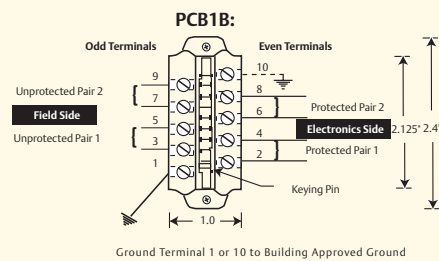 PCB1B:
Odd Terminals
Even Terminals
9
10
Unprotected Pair 2
7
8
Protected Pair 2
6
Field Side
5
Electronics Side
2.125"
2.4"
Unprotected Pair 1
3
4
Protected Pair 1
1
2
Keying Pin
1.0
Ground Terminal 1 or 10 to Building Approved Ground